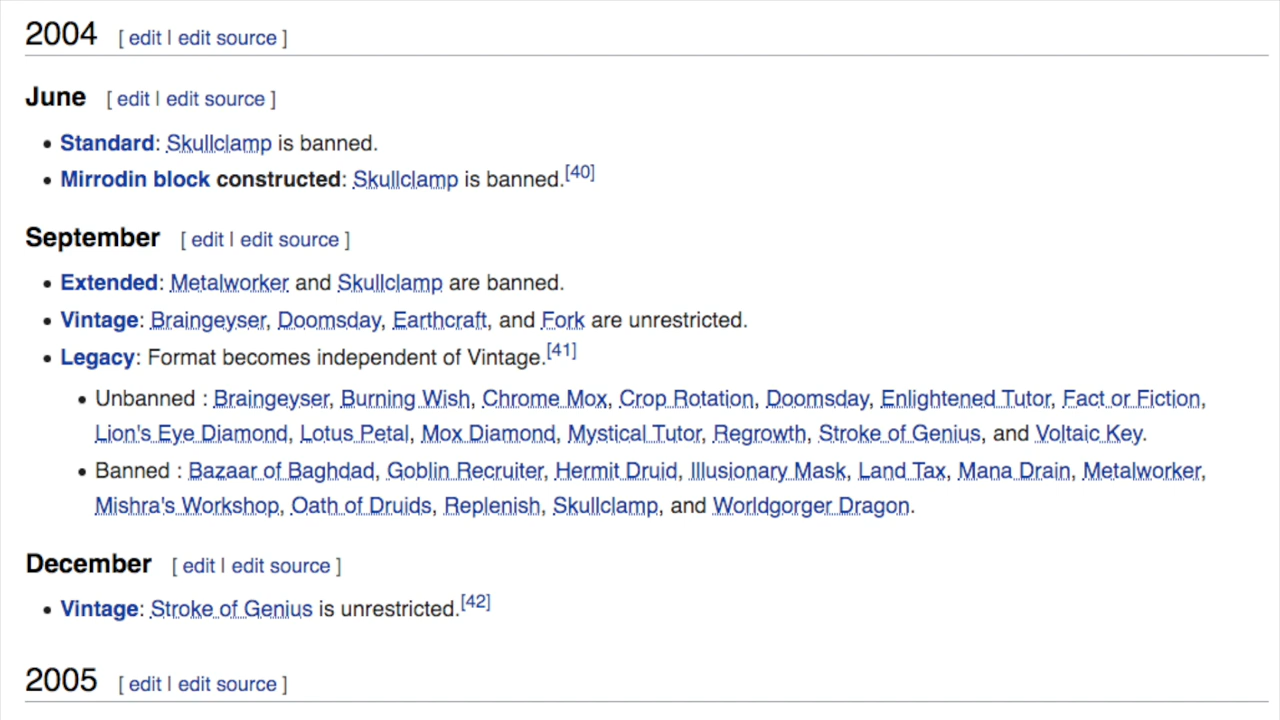 2004 [ edit | edit source ]
June [ edit | edit source ]
• Standard: Skullclamp is banned.
• Mirrodin block constructed: Skullclamp is banned.[40]
September [ edit | edit source ]
• Extended: Metalworker and Skullclamp are banned.
• Vintage: Braingeyser, Doomsday, Earthcraft, and Fork are unrestricted.
• Legacy: Format becomes independent of Vintage.[41]
• Unbanned : Braingeyser, Burning Wish, Chrome Mox, Crop Rotation, Doomsday, Enlightened Tutor, Fact or Fiction,
Lion's Eye Diamond, Lotus Petal, Mox Diamond, Mystical Tutor, Regrowth, Stroke of Genius, and Voltaic Key.
• Banned : Bazaar of Baghdad, Goblin Recruiter, Hermit Druid, Illusionary Mask, Land Tax, Mana Drain, Metalworker,
Mishra's Workshop, Oath of Druids, Replenish, Skullclamp, and Worldgorger Dragon.
December [ edit | edit source ]
• Vintage: Stroke of Genius is unrestricted.[42]
2005 [ edit | edit source ]